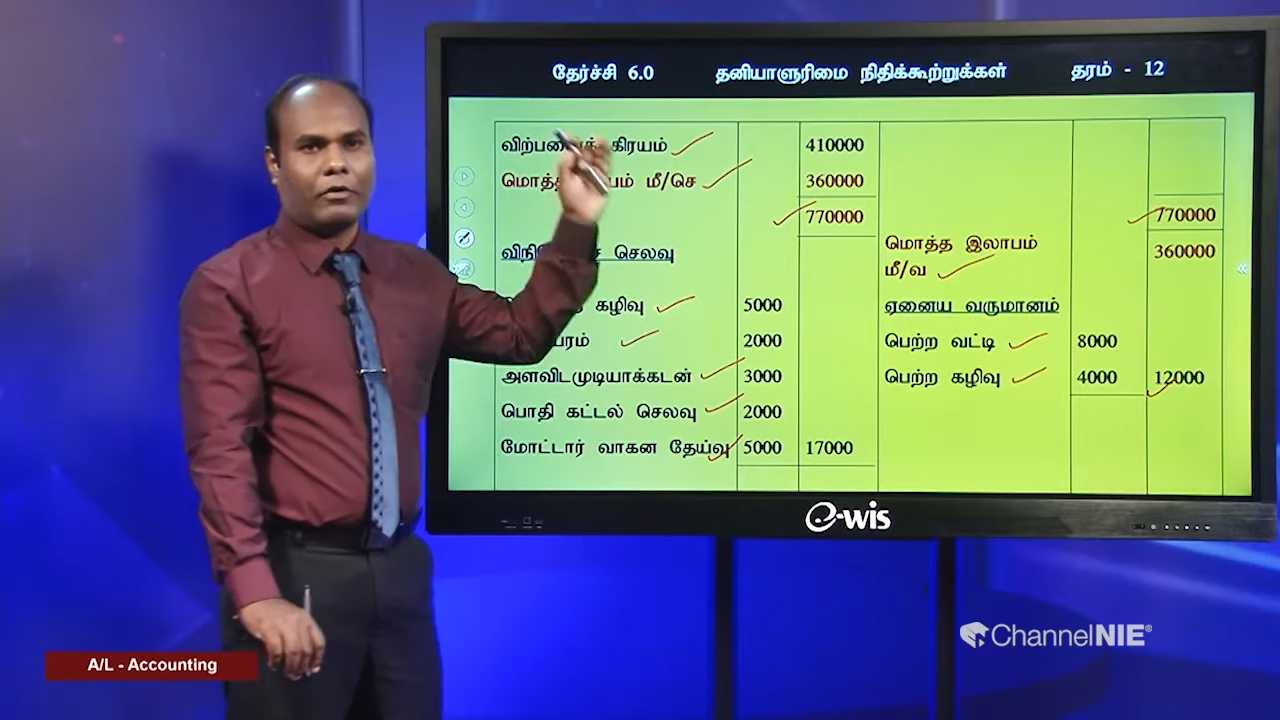 தேர்ச்சி 6.0 தனியாளுரிமை நிதிக்கூற்றுக்கள் தரம் - 12
கிரயம் 410000
மீ/செ 360000
770000 770000
மொத்த இலாபம்
செலவு 360000
மீ/வ
கழிவு 5000 ஏனைய வருமானம்
2000 பெற்ற வட்டி 8000
அளவிடமுடியாக்கடன் 3000 பெற்ற கழிவு 4000 12000
பொதி கட்டல் செலவு 2000
மோட்டார் வாகன தேய்வு 5000 17000
e-wis
ChannelNIE®
A/L - Accounting